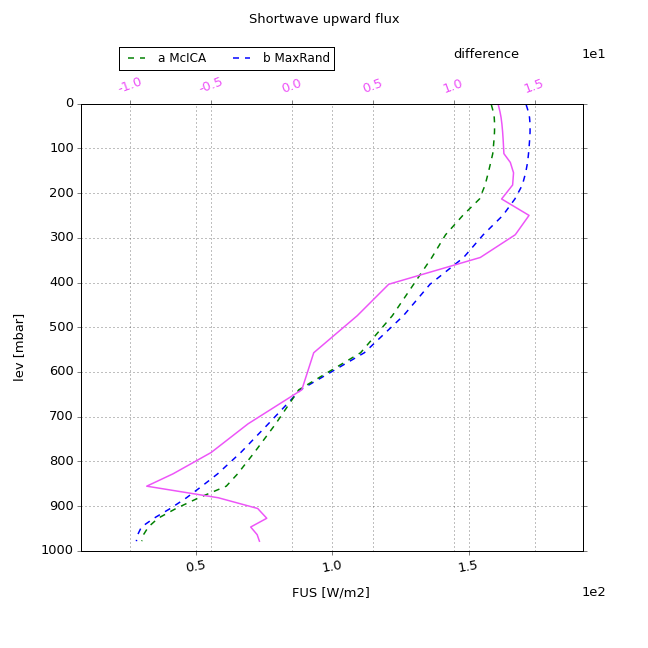 Shortwave upward flux
a McICA b MaxRand
difference 1e1
-1.0 -0.5 0.0 0.5 1.0 1.5
0
100
200
300
400
500
600
700
800
900
1000
lev [mbar]
0.5 1.0 1.5
FUS [W/m2] 1e2